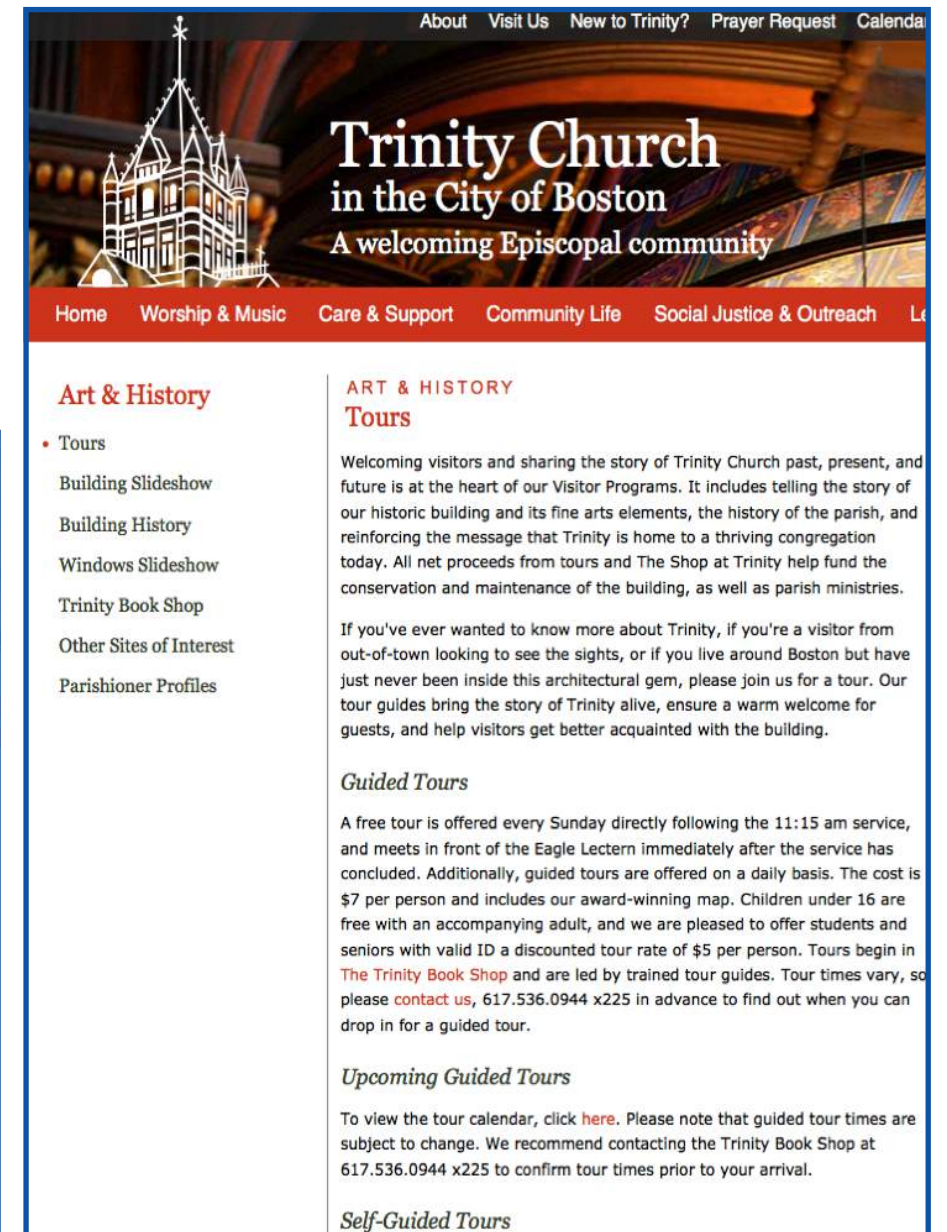 About Visit Us New to Trinity? Prayer Request Calendar
Trinity Church
in the City of Boston
A welcoming Episcopal community
Home Worship & Music Care & Support Community Life Social Justice & Outreach
Art & History
• Tours
Building Slideshow
Building History
Windows Slideshow
Trinity Book Shop
Other Sites of Interest
Parishioner Profiles
ART & HISTORY
Tours
Welcoming visitors and sharing the story of Trinity Church past, present, and
future is at the heart of our Visitor Programs. It includes telling the story of
our historic building and its fine arts elements, the history of the parish, and
reinforcing the message that Trinity is home to a thriving congregation
today. All net proceeds from tours and The Shop at Trinity help fund the
conservation and maintenance of the building, as well as parish ministries.
If you've ever wanted to know more about Trinity, if you're a visitor from
out-of-town looking to see the sights, or if you live around Boston but have
just never been inside this architectural gem, please join us for a tour. Our
tour guides bring the story of Trinity alive, ensure a warm welcome for
guests, and help visitors get better acquainted with the building.
Guided Tours
A free tour is offered every Sunday directly following the 11:15 am service,
and meets in front of the Eagle Lectern immediately after the service has
concluded. Additionally, guided tours are offered on a daily basis. The cost is
$7 per person and includes our award-winning map. Children under 16 are
free with an accompanying adult, and we are pleased to offer students and
seniors with valid ID a discounted tour rate of $5 per person. Tours begin in
The Trinity Book Shop and are led by trained tour guides. Tour times vary, so
please contact us, 617.536.0944 x225 in advance to find out when you can
drop in for a guided tour.
Upcoming Guided Tours
To view the tour calendar, click here. Please note that guided tour times are
subject to change. We recommend contacting the Trinity Book Shop at
617.536.0944 x225 to confirm tour times prior to your arrival.
Self-Guided Tours